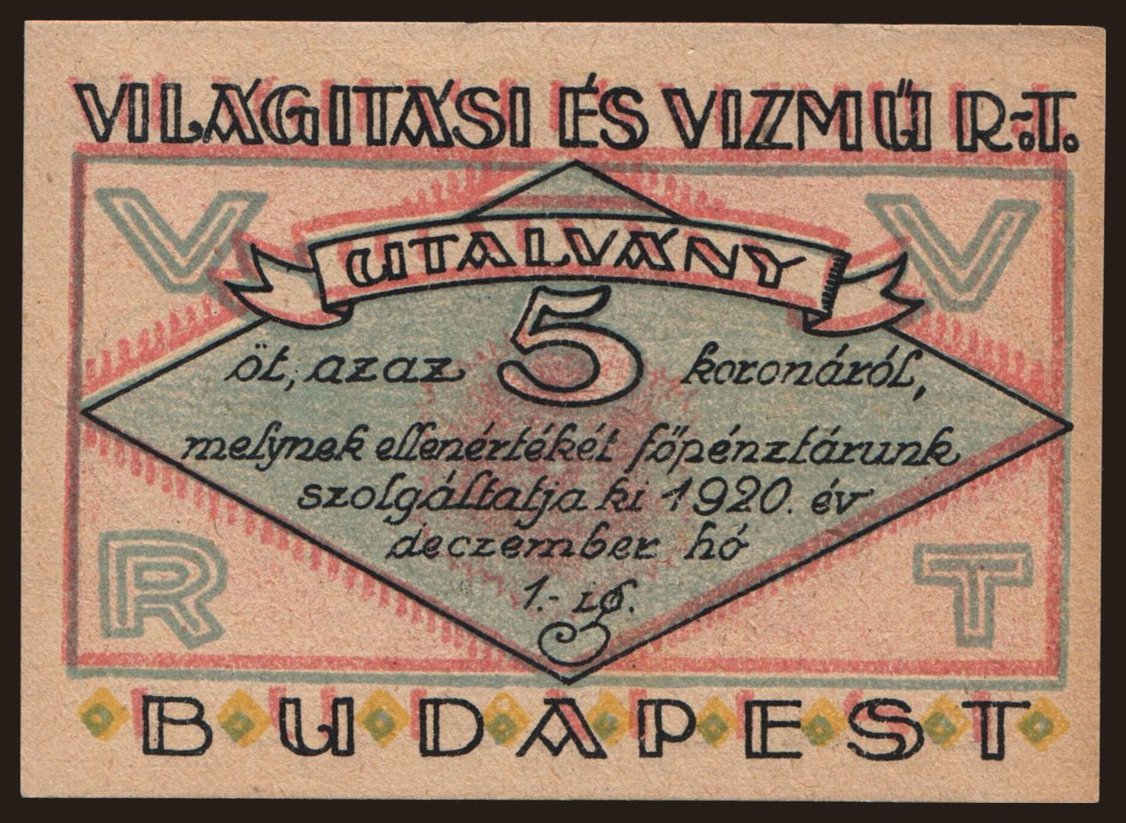 VILÁGITÁSI ÉS VIZMŰ R.-T.
V V
UTALVÁNY
öt, azaz 5 koronáról,
melynek ellenértékét főpénztárunk
szolgáltatja ki 1920. év
deczember hó
1.- ig.
R T
BUDAPEST